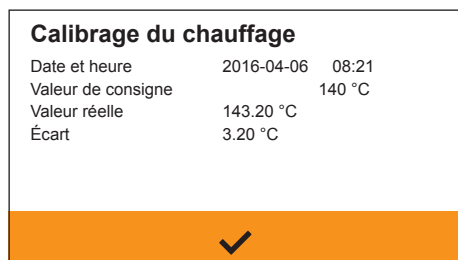 Calibrage du chauffage
Date et heure 2016-04-06 08:21
Valeur de consigne 140 °C
Valeur réelle 143.20 °C
Écart 3.20 °C